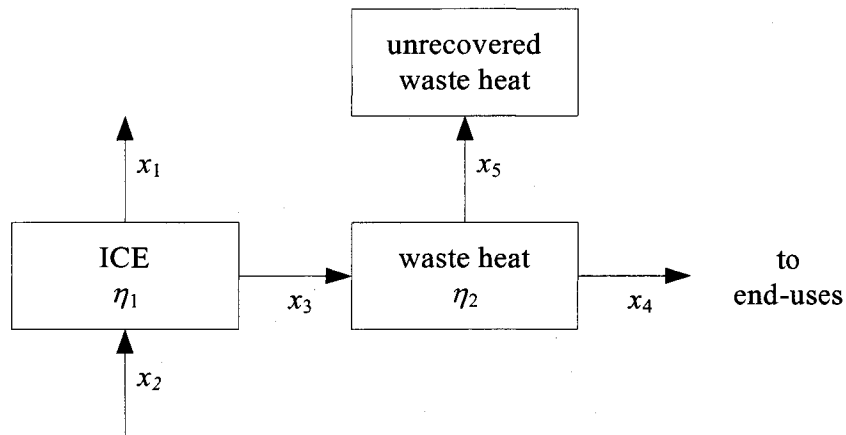 unrecovered
waste heat
x₁
x₅
ICE
η₁
x₃
waste heat
η₂
x₄
to
end-uses
x₂